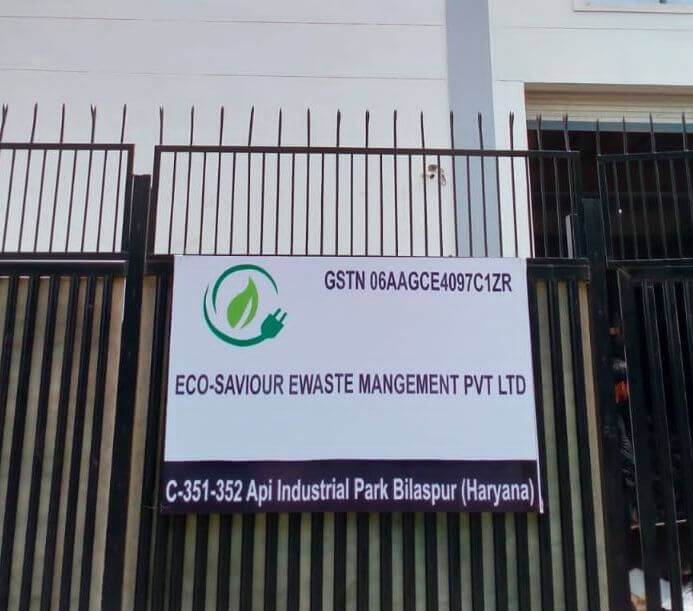 GSTN 06AAGCE4097C1ZR
ECO-SAVIOUR EWASTE MANGEMENT PVT LTD
C-351-352 Api Industrial Park Bilaspur (Haryana)